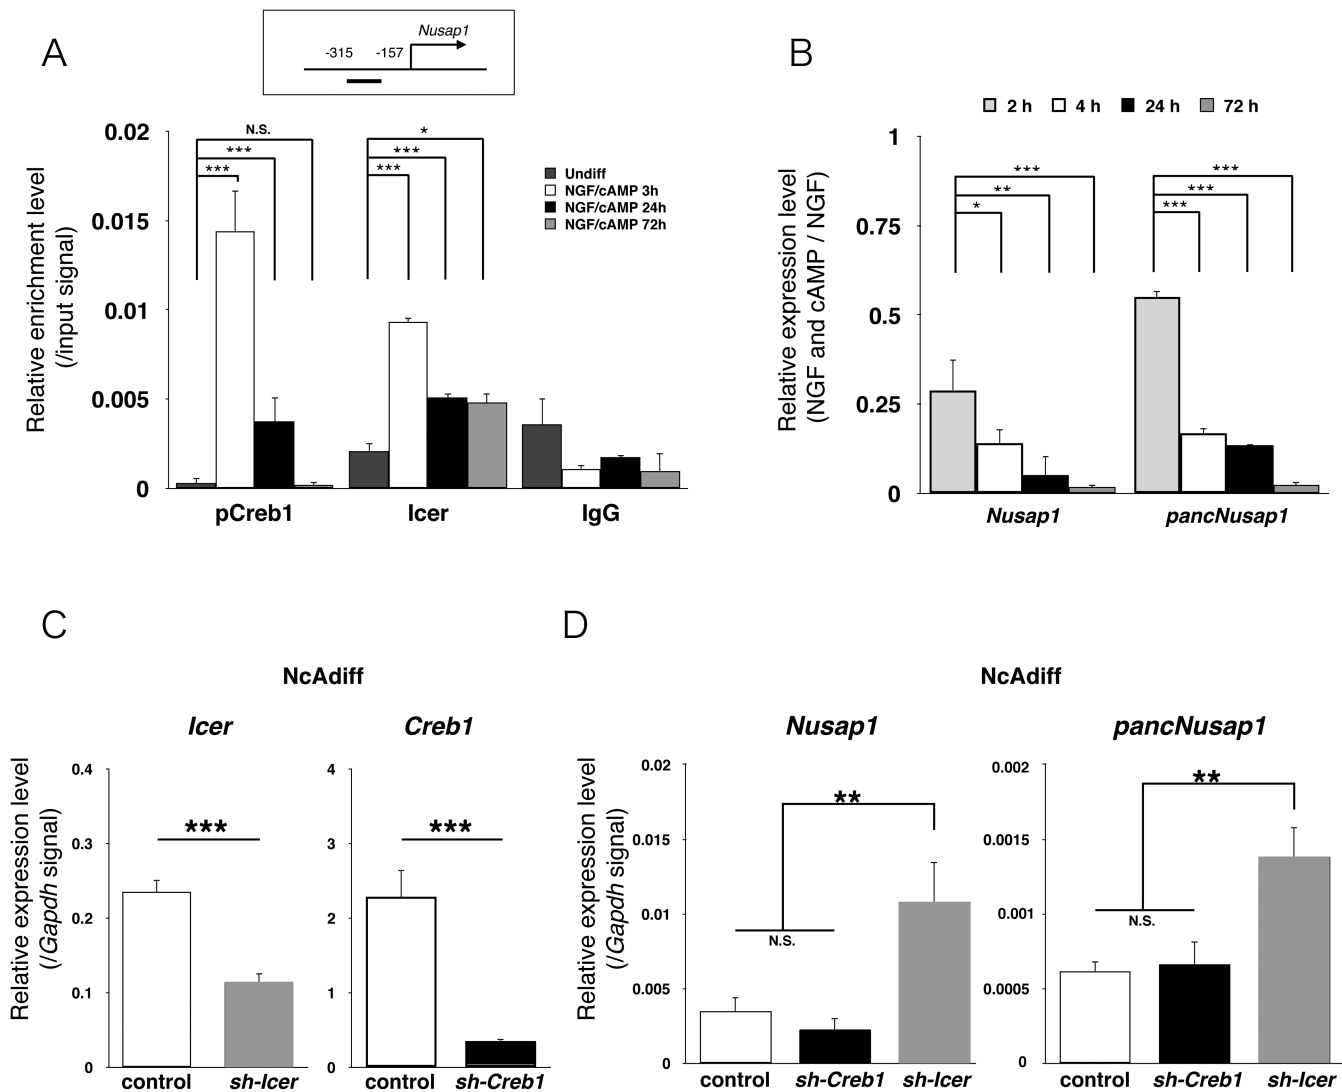 A
Nusap1
-315
-157
Relative enrichment level
(/input signal)
0.02
0.015
0.01
0.005
0
N.S.
***
***
*
***
***
Undiff
NGF/cAMP 3h
NGF/cAMP 24h
NGF/cAMP 72h
pCreb1
Icer
IgG
B
2 h
4 h
24 h
72 h
Relative expression level
(NGF and cAMP / NGF)
1
0.75
0.5
0.25
0
***
**
*
***
***
***
Nusap1
pancNusap1
C
NcAdiff
Icer
Relative expression level
(/Gapdh signal)
0.4
0.3
0.2
0.1
0
***
control
sh-Icer
Creb1
4
3
2
1
0
***
control
sh-Creb1
D
NcAdiff
Nusap1
Relative expression level
(/Gapdh signal)
0.02
0.015
0.01
0.005
0
**
N.S.
control
sh-Creb1
sh-Icer
pancNusap1
0.002
0.0015
0.001
0.0005
0
**
N.S.
control
sh-Creb1
sh-Icer